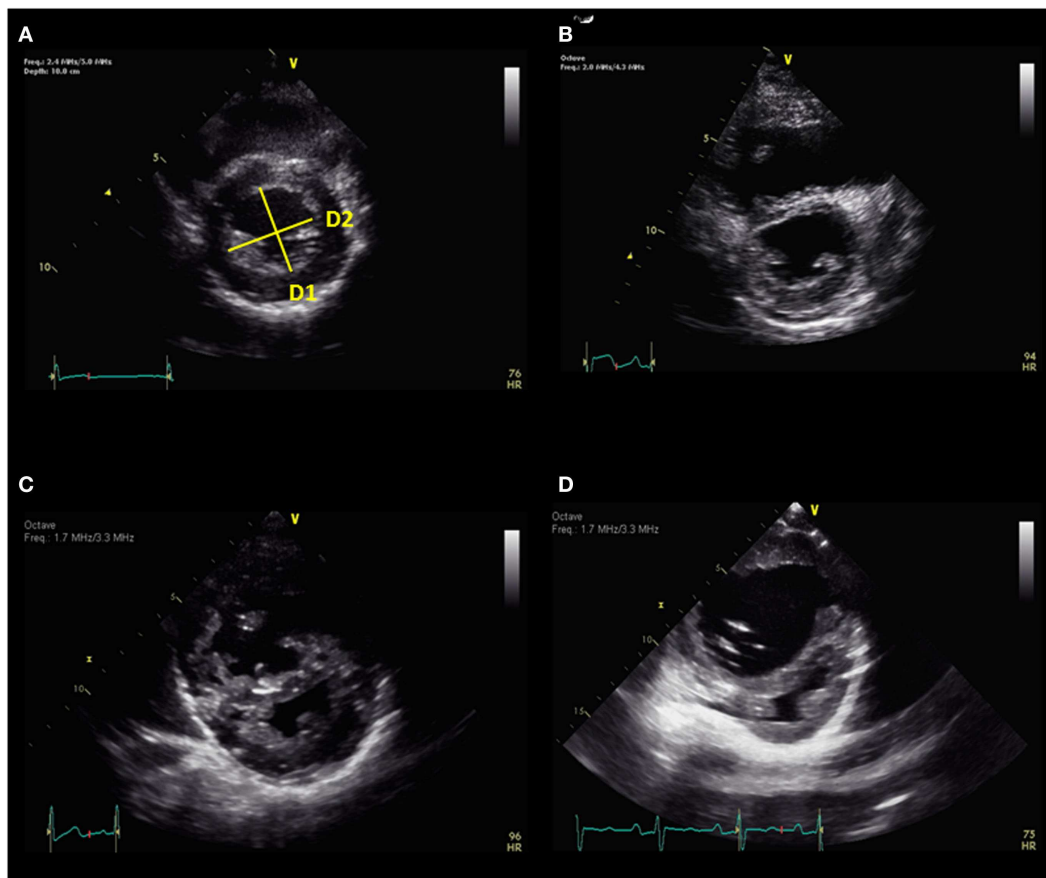 A
Freq.: 2.4 MHz/5.0 MHz
Depth: 10.0 cm
V
5
D2
10
D1
76
HR
B
Octave
Freq.: 2.0 MHz/4.3 MHz
V
5
10
94
HR
C
Octave
Freq.: 1.7 MHz/3.3 MHz
V
5
10
96
HR
D
Octave
Freq.: 1.7 MHz/3.3 MHz
V
5
10
15
75
HR